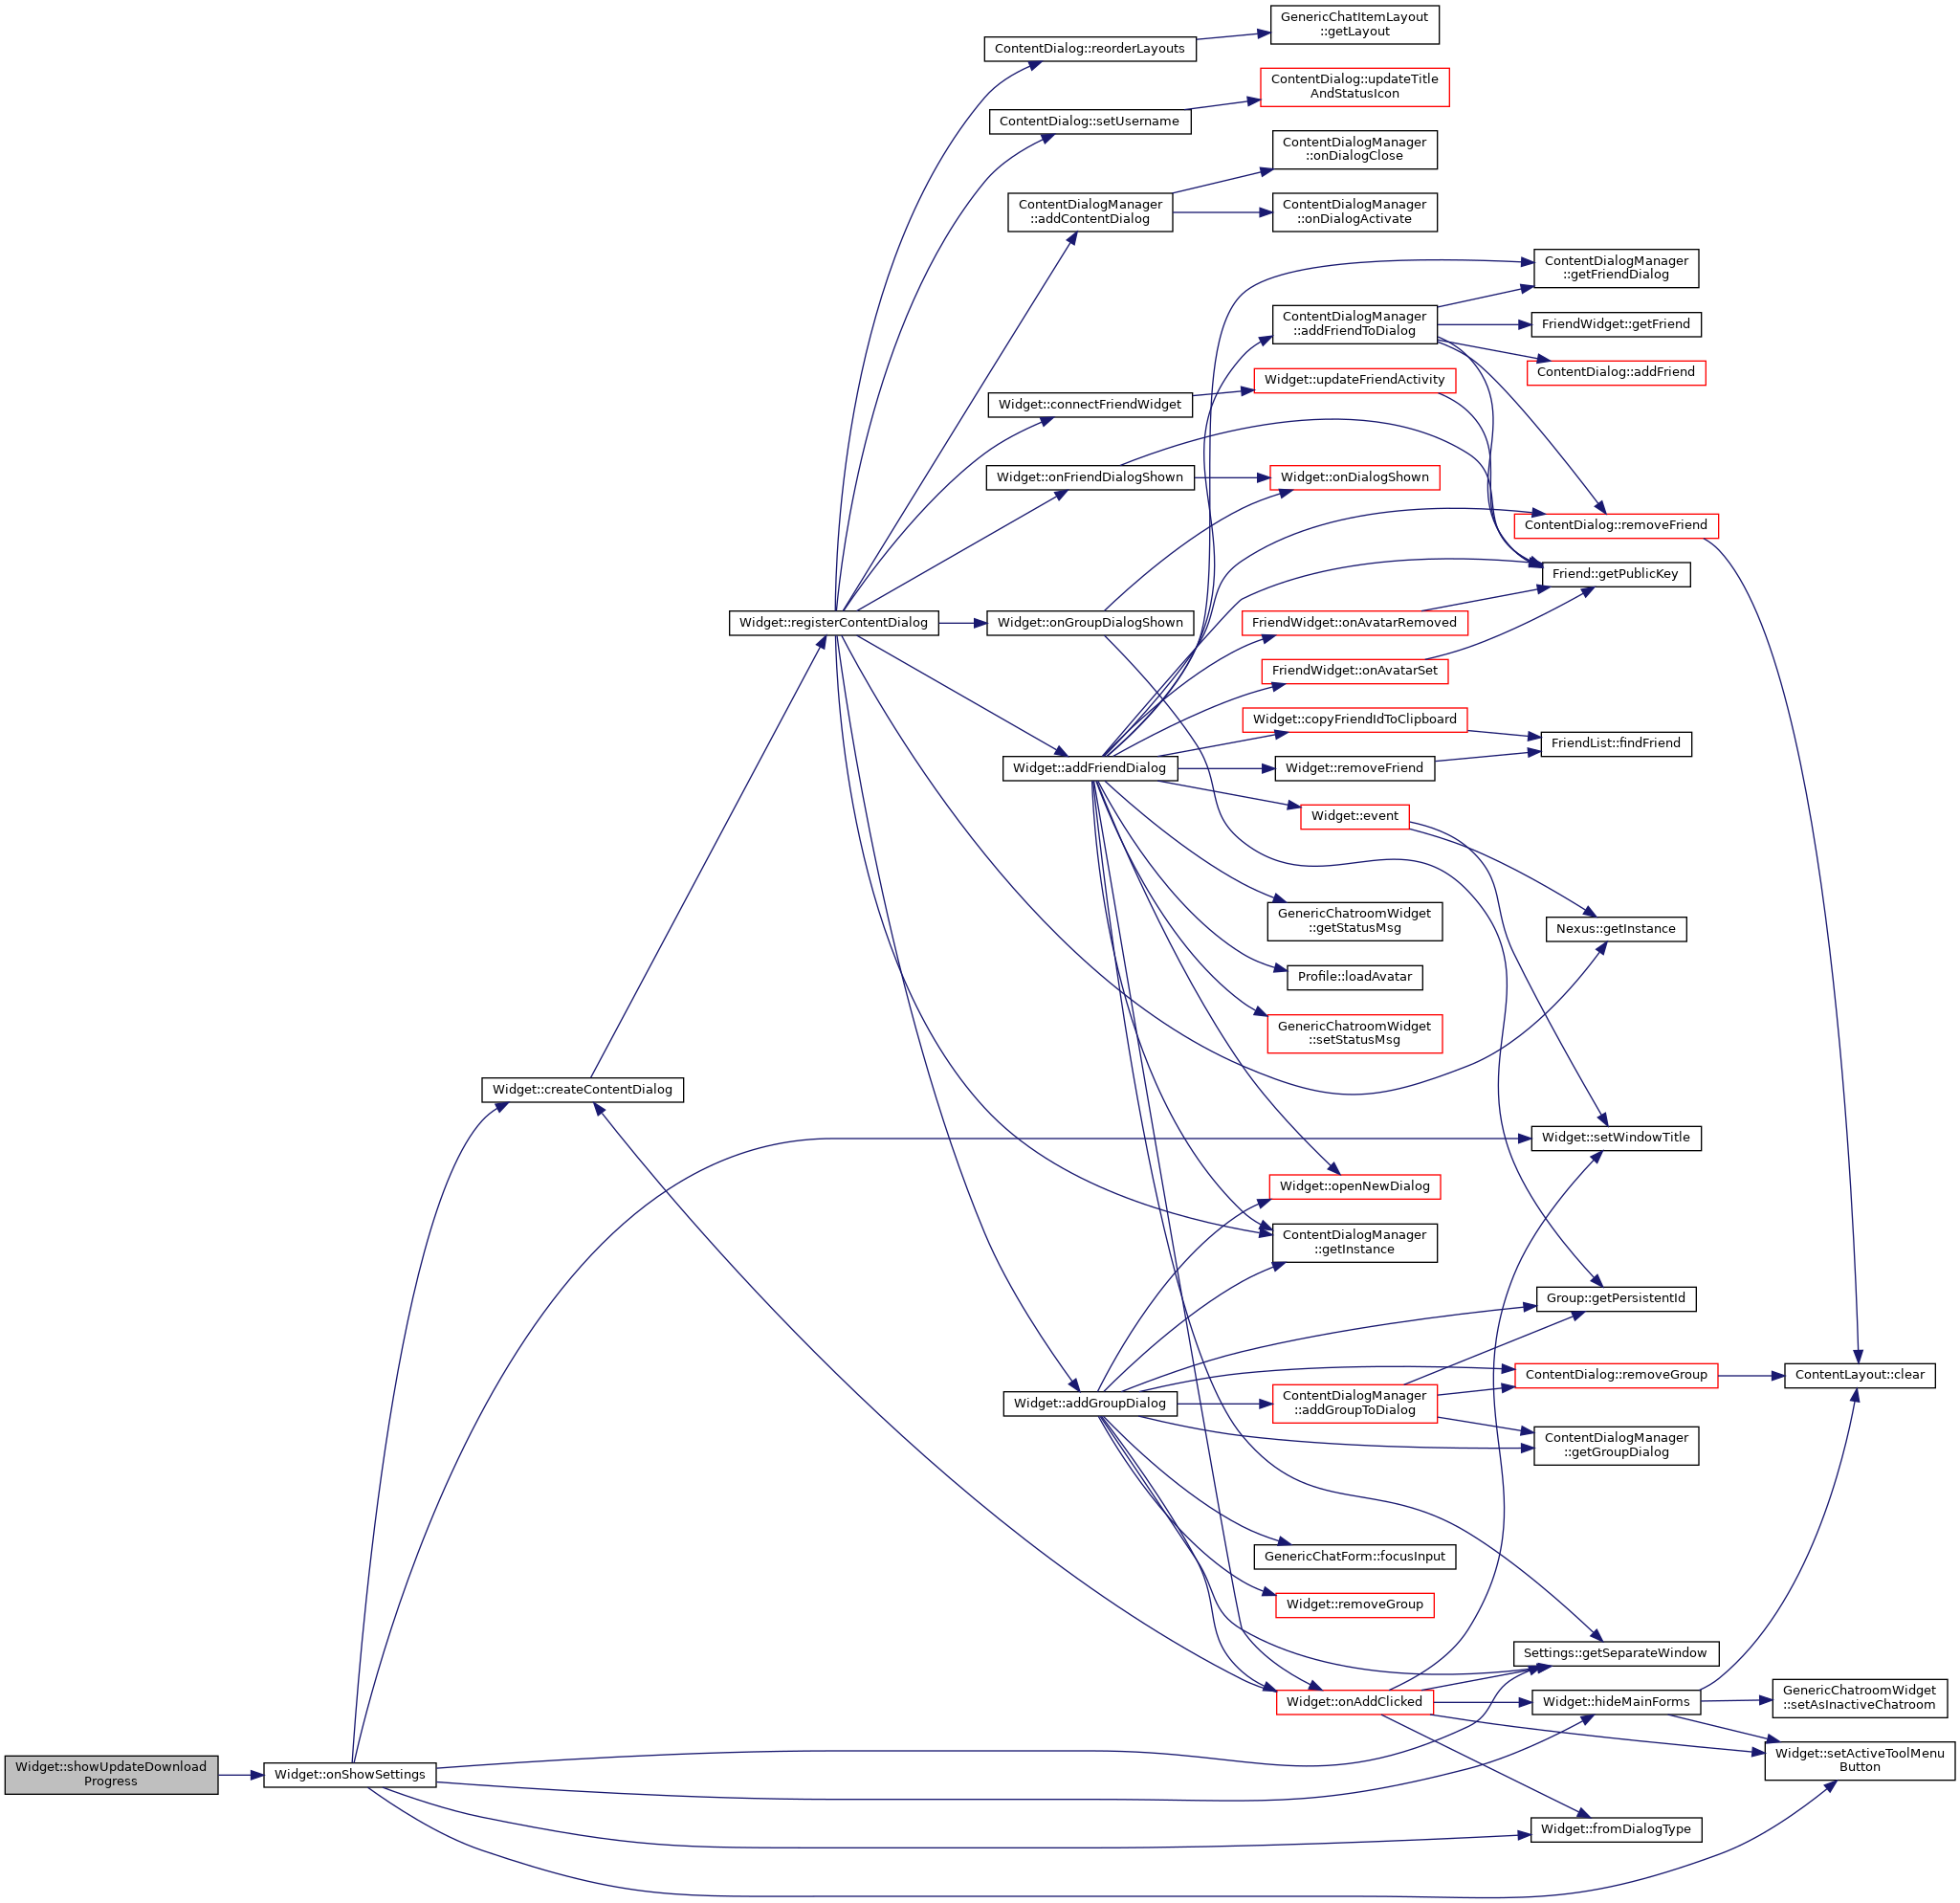 GenericChatItemLayout
::getLayout
ContentDialog::reorderLayouts
ContentDialog::updateTitle
AndStatusIcon
ContentDialog::setUsername
ContentDialogManager
::onDialogClose
ContentDialogManager
::addContentDialog
ContentDialogManager
::onDialogActivate
ContentDialogManager
::getFriendDialog
ContentDialogManager
::addFriendToDialog
FriendWidget::getFriend
ContentDialog::addFriend
Widget::updateFriendActivity
Widget::connectFriendWidget
Widget::onFriendDialogShown
Widget::onDialogShown
ContentDialog::removeFriend
Friend::getPublicKey
Widget::registerContentDialog
Widget::onGroupDialogShown
FriendWidget::onAvatarRemoved
FriendWidget::onAvatarSet
Widget::copyFriendIdToClipboard
FriendList::findFriend
Widget::addFriendDialog
Widget::removeFriend
Widget::event
GenericChatroomWidget
::getStatusMsg
Nexus::getInstance
Profile::loadAvatar
GenericChatroomWidget
::setStatusMsg
Widget::createContentDialog
Widget::setWindowTitle
Widget::openNewDialog
ContentDialogManager
::getInstance
Group::getPersistentId
ContentDialog::removeGroup
ContentLayout::clear
Widget::addGroupDialog
ContentDialogManager
::addGroupToDialog
ContentDialogManager
::getGroupDialog
GenericChatForm::focusInput
Widget::removeGroup
Settings::getSeparateWindow
Widget::onAddClicked
Widget::hideMainForms
GenericChatroomWidget
::setAsInactiveChatroom
Widget::setActiveToolMenu
Button
Widget::showUpdateDownload
Progress
Widget::onShowSettings
Widget::fromDialogType